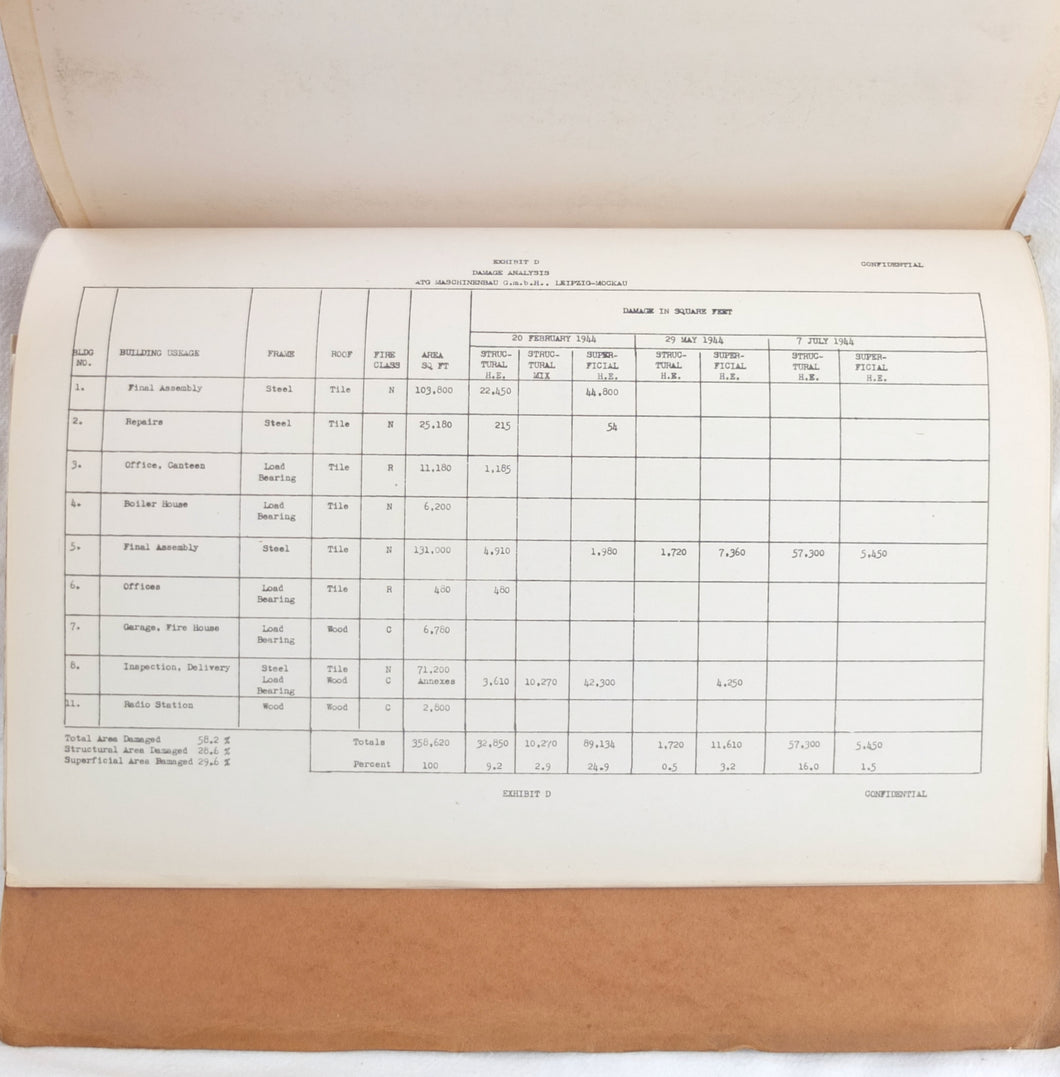 EXHIBIT D
CONFIDENTIAL
DAMAGE ANALYSIS
ATG MASCHINENBAU G.m.b.H., LEIPZIG-MOCKAU
DAMAGE IN SQUARE FEET
20 FEBRUARY 1944 29 MAY 1944 7 JULY 1944
BLDG NO. BUILDING USEAGE FRAME ROOF FIRE CLASS AREA SQ FT STRUC-TURAL H.E. STRUC-TURAL MIX SUPER-FICIAL H.E. STRUC-TURAL H.E. SUPER-FICIAL H.E. STRUC-TURAL H.E. SUPER-FICIAL H.E.
1. Final Assembly Steel Tile N 103,800 22,450 44,800
2. Repairs Steel Tile N 25,180 215 54
3. Office, Canteen Load Bearing Tile R 11,180 1,185
4. Boiler House Load Bearing Tile N 6,200
5. Final Assembly Steel Tile N 131,000 4,910 1,980 1,720 7,360 57,300 5,450
6. Offices Load Bearing Tile R 480 480
7. Garage, Fire House Load Bearing Wood C 6,780
8. Inspection, Delivery Steel Tile N 71,200
Load Bearing Wood C Annexes 3,610 10,270 42,300 4,250
11. Radio Station Wood Wood C 2,800
Total Area Damaged 58.2 %
Structural Area Damaged 28.6 %
Superficial Area Damaged 29.6 %
Totals 358,620 32,850 10,270 89,134 1,720 11,610 57,300 5,450
Percent 100 9.2 2.9 24.9 0.5 3.2 16.0 1.5
EXHIBIT D
CONFIDENTIAL